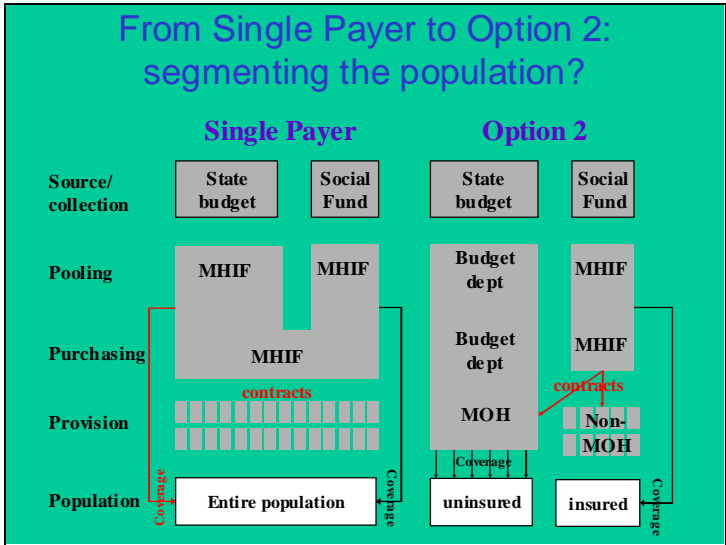 From Single Payer to Option 2:
segmenting the population?
Single Payer
Option 2
Source/
collection
State
budget
Social
Fund
State
budget
Social
Fund
Pooling
MHIF
MHIF
Budget
dept
MHIF
Purchasing
MHIF
Budget
dept
MHIF
contracts
contracts
Provision
MOH
Non-
MOH
Coverage
Coverage
Coverage
Coverage
Population
Entire population
uninsured
insured